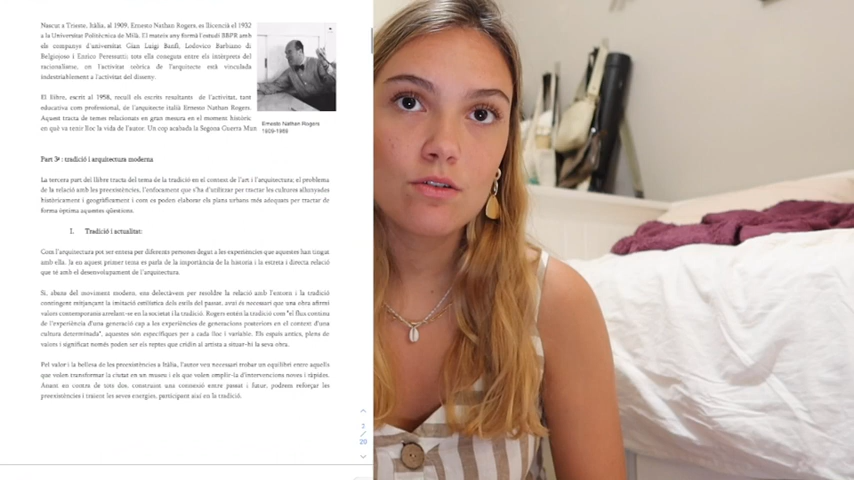 Nascut a Trieste, Itàlia, al 1909, Ernesto Nathan Rogers, es llicencià el 1932
a la Universitat Politècnica de Milà. El mateix any formà l'estudi BBPR amb
els companys d'universitat Gian Luigi Banfi, Lodovico Barbiano di
Belgiojoso i Enrico Peressutti; tots ells coneguts entre els intèrprets del
racionalisme, on l'activitat teòrica de l'arquitecte està vinculada
indestriablement a l'activitat del disseny.
El llibre, escrit al 1958, recull els escrits resultants de l'activitat, tant
educativa com professional, de l'arquitecte italià Ernesto Nathan Rogers.
Aquest tracta de temes relacionats en gran mesura en el moment històric
en què va tenir lloc la vida de l'autor. Un cop acabada la Segona Guerra Man
Ernesto Nathan Rogers
1909-1969
Part 3ª : tradició i arquitectura moderna
La tercera part del llibre tracta del tema de la tradició en el context de l'art i l'arquitectura; el problema
de la relació amb les preexistències, l'enfocament que s'ha d'utilitzar per tractar les cultures allunyades
històricament i geogràficament i com es poden elaborar els plans urbans més adequats per tractar de
forma òptima aquestes qüestions.
I. Tradició i actualitat:
Com l'arquitectura pot ser entesa per diferents persones degut a les experiències que aquestes han tingut
amb ella. Ja en aquest primer tema es parla de la importància de la historia i la estreta i directa relació
que té amb el desenvolupament de l'arquitectura.
Si, abans del moviment modern, ens delectàvem per resoldre la relació amb l'entorn i la tradició
contingent mitjançant la imitació estilística dels estils del passat, avui és necessari que una obra afirmi
valors contemporanis arrelant-se en la societat i la tradició. Rogers entén la tradició com "el flux continu
de l'experiència d'una generació cap a les experiències de generacions posteriors en el context d'una
cultura determinada", aquestes són específiques per a cada lloc i variable. Els espais antics, plens de
valors i significat només poden ser els reptes que cridin al artista a situar-hi la seva obra.
Pel valor i la bellesa de les preexistències a Itàlia, l'autor veu necessari trobar un equilibri entre aquells
que volen transformar la ciutat en un museu i els que volen omplir-la d'intervencions noves i ràpides.
Anant en contra de tots dos, construint una connexió entre passat i futur, podrem reforçar les
preexistències i traient les seves energies, participant així en la tradició.
2
/
20